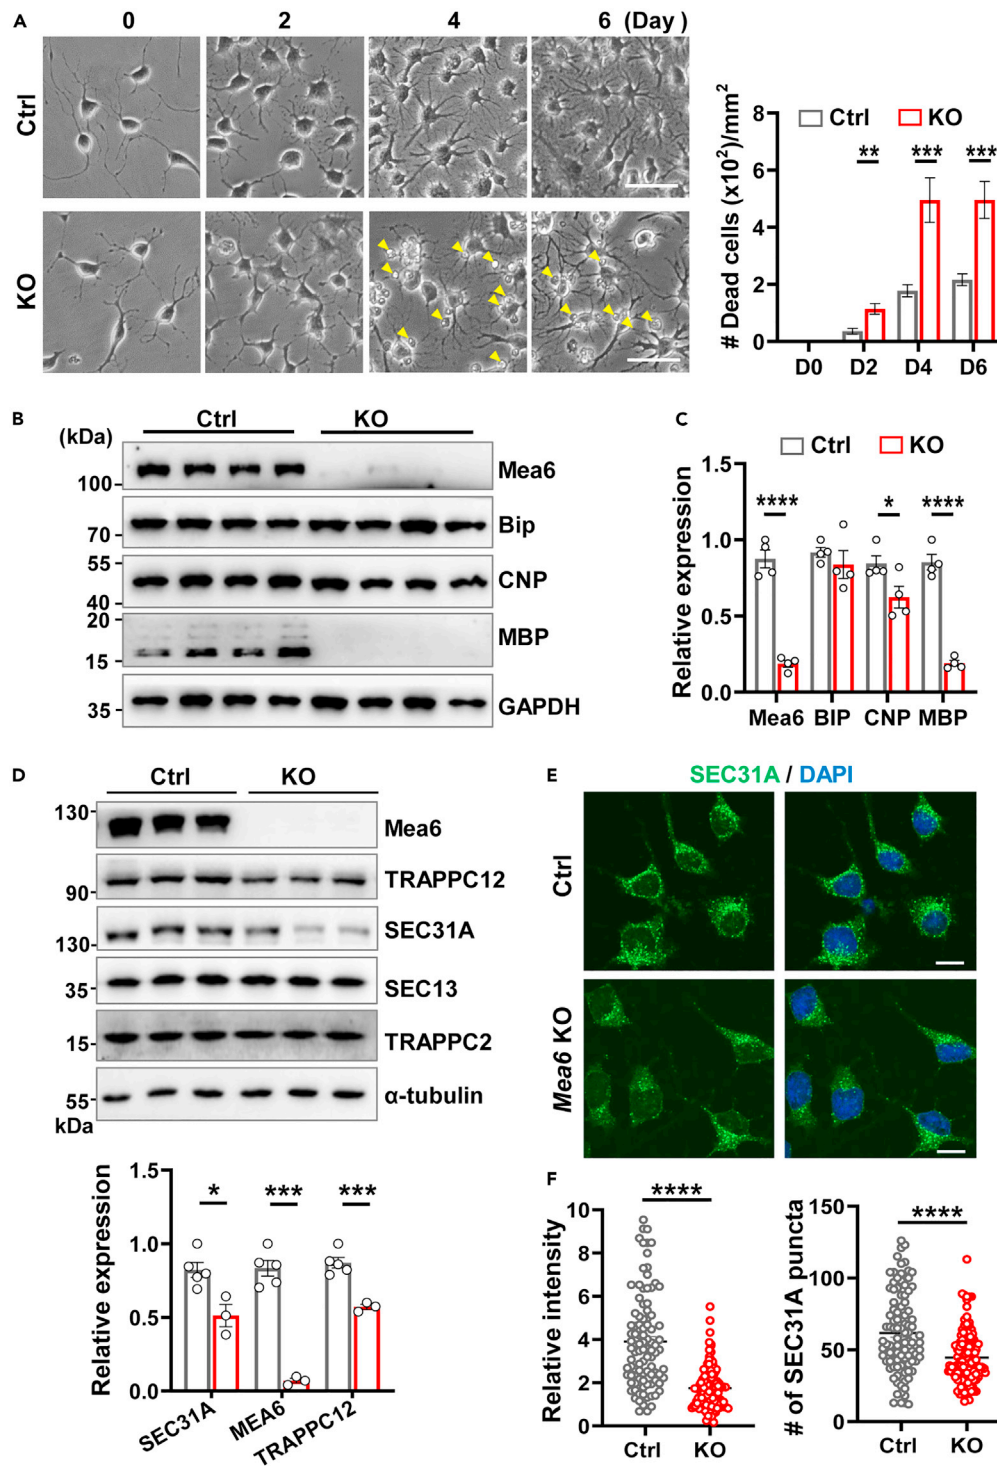 A
0 2 4 6 (Day )
Ctrl
KO
# Dead cells (x10²)/mm²
Ctrl KO
8
6
4
2
0
** *** ***
D0 D2 D4 D6
B
Ctrl KO
(kDa)
100
Mea6
70
Bip
55
40
CNP
20
15
MBP
35
GAPDH
C
Ctrl KO
Relative expression
1.5
1.0
0.5
0.0
**** * ****
Mea6 BIP CNP MBP
D
Ctrl KO
130
Mea6
90
TRAPPC12
130
SEC31A
35
SEC13
15
TRAPPC2
55
α-tubulin
kDa
Relative expression
1.5
1.0
0.5
0.0
* *** ***
SEC31A MEA6 TRAPPC12
E
SEC31A / DAPI
Ctrl
Mea6 KO
F
Relative intensity
10
8
6
4
2
0
****
Ctrl KO
# of SEC31A puncta
150
100
50
0
****
Ctrl KO